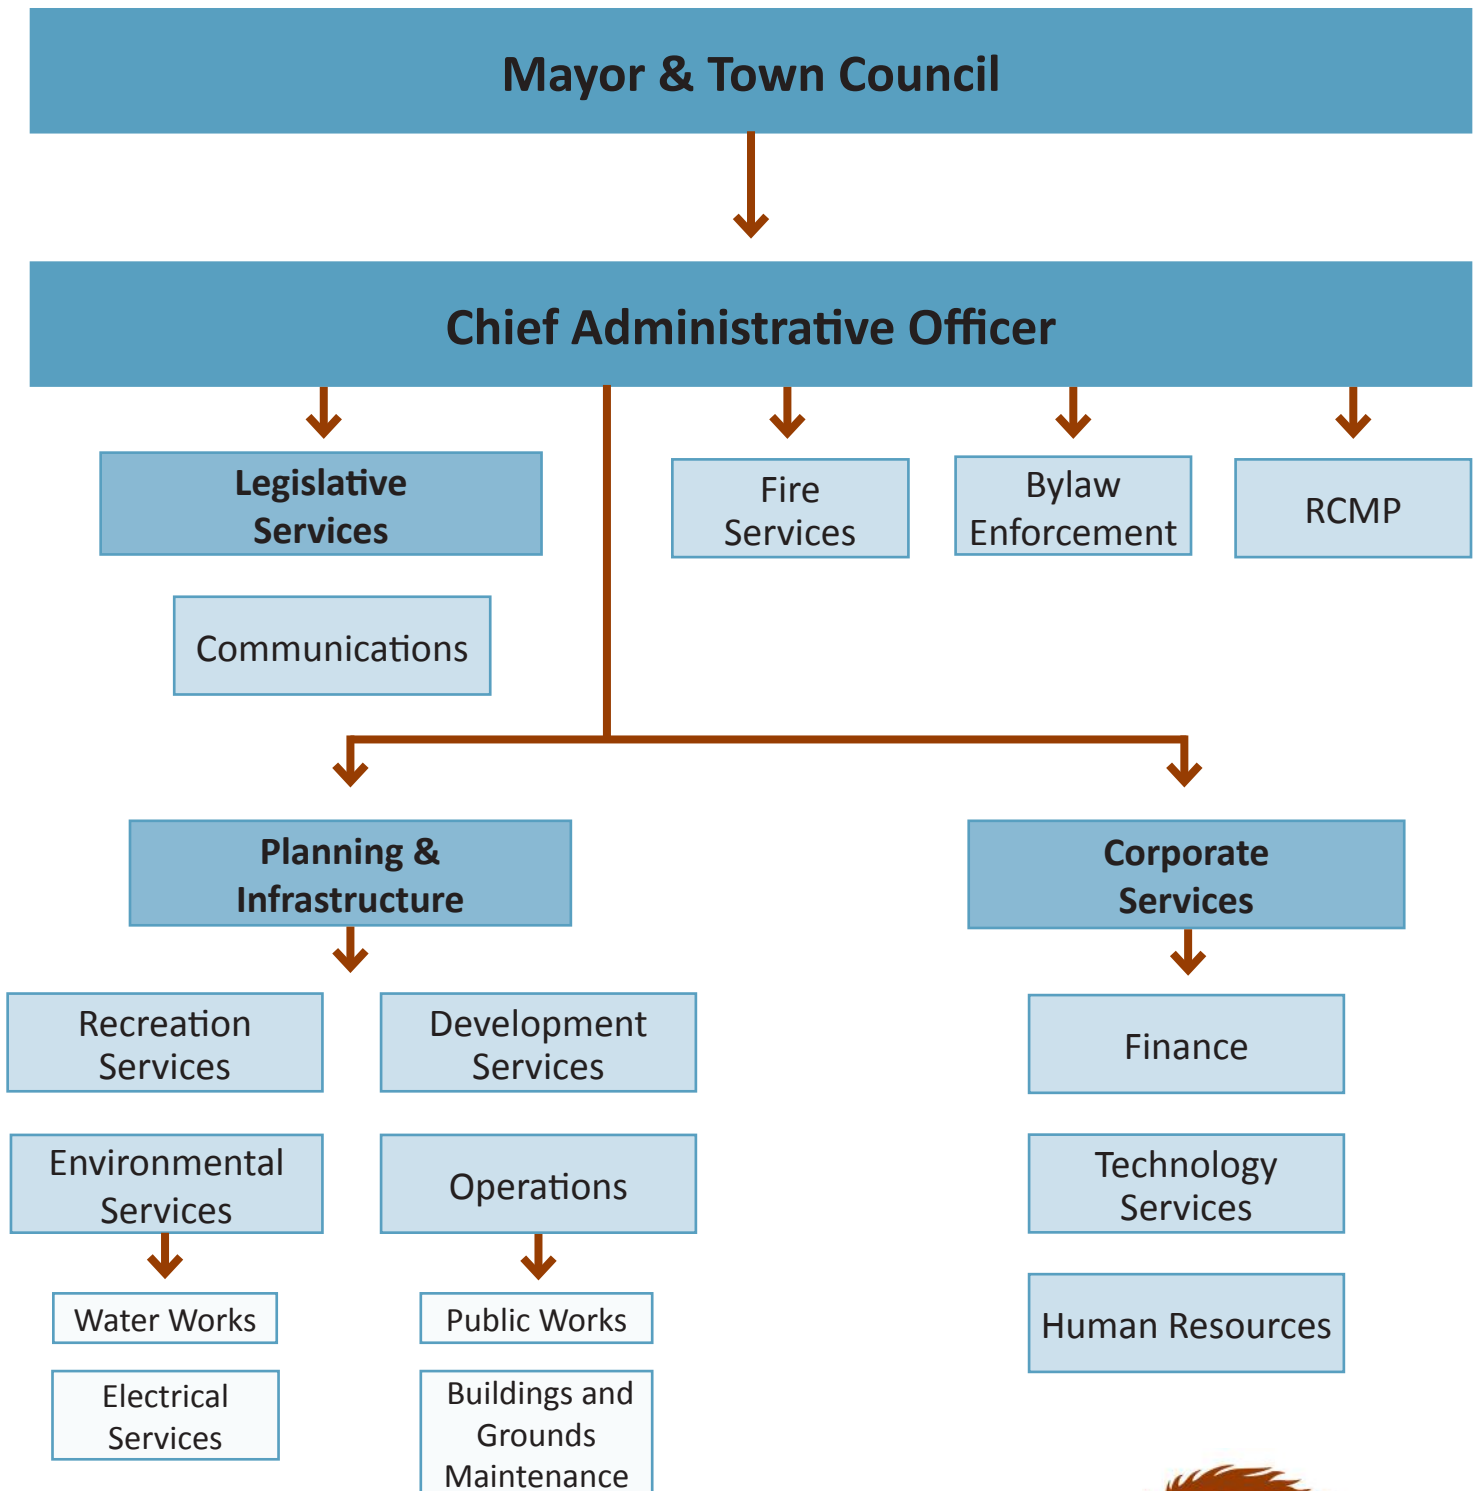 Mayor & Town Council
Chief Administrative Officer
Legislative
Services
Fire
Services
Bylaw
Enforcement
RCMP
Communications
Planning &
Infrastructure
Corporate
Services
Recreation
Services
Development
Services
Finance
Environmental
Services
Operations
Technology
Services
Water Works
Public Works
Human Resources
Electrical
Services
Buildings and
Grounds
Maintenance